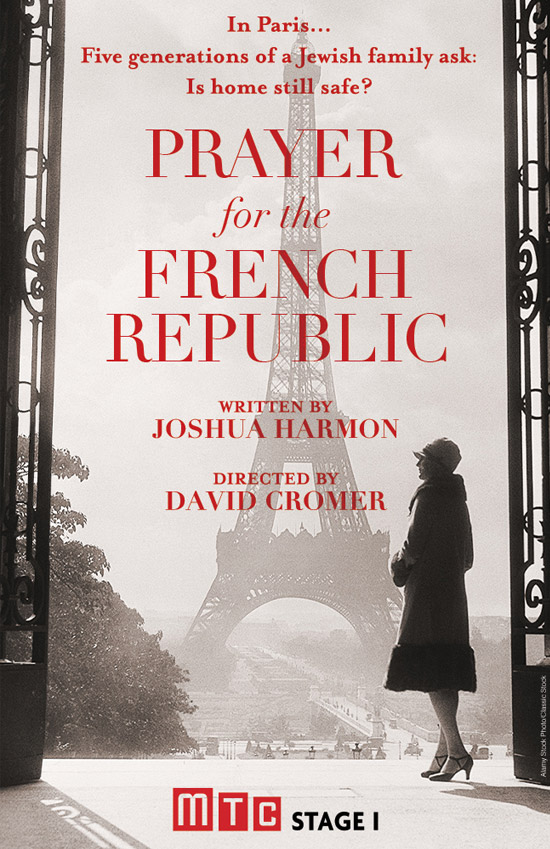 In Paris...
Five generations of a Jewish family ask:
Is home still safe?
PRAYER
for the
FRENCH
REPUBLIC
WRITTEN BY
JOSHUA HARMON
DIRECTED BY
DAVID CROMER
Alamy Stock Photo/Classic Stock
MTC STAGE I